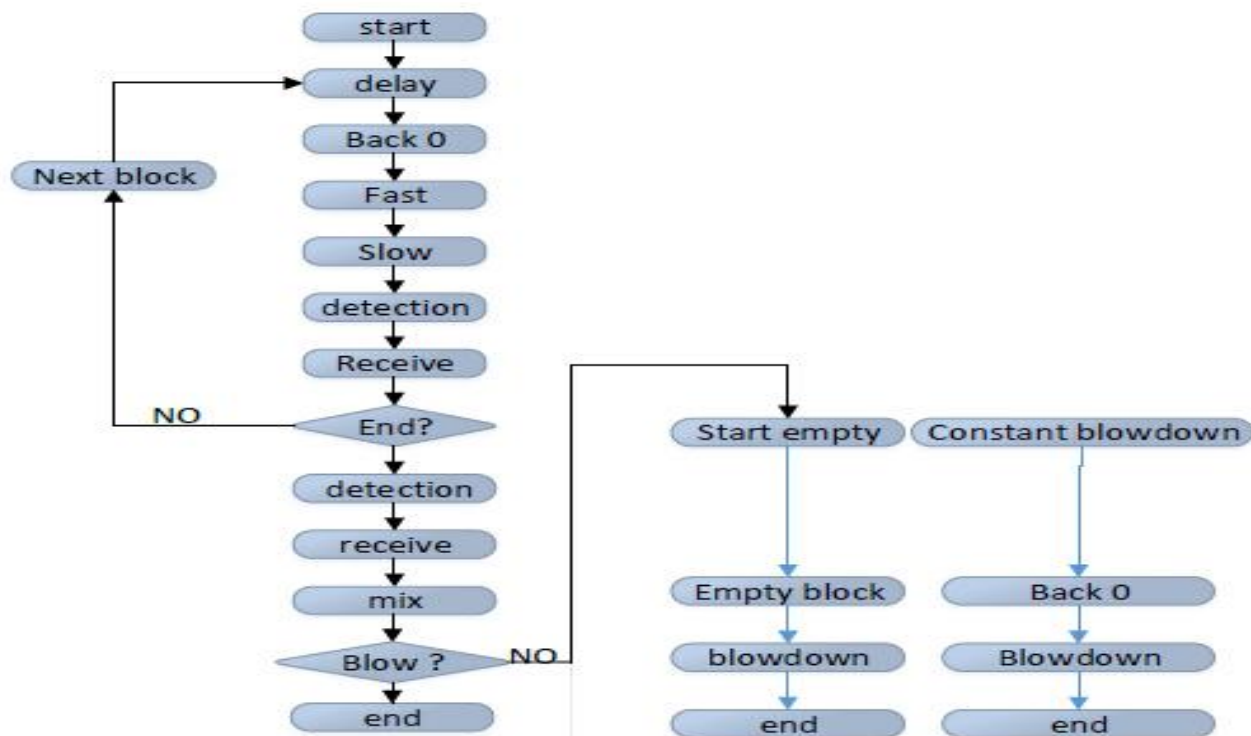 start
delay
Back 0
Next block
Fast
Slow
detection
Receive
NO
End?
Start empty
Constant blowdown
detection
receive
mix
Empty block
Back 0
Blow ?
NO
blowdown
Blowdown
end
end
end